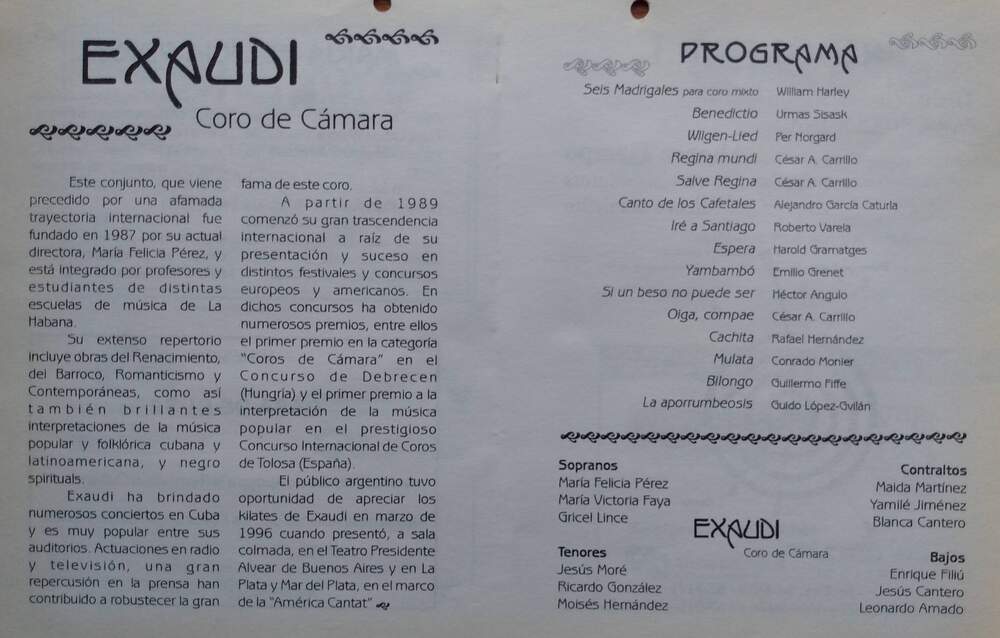 EXAUDI
Coro de Cámara
Este conjunto, que viene
precedido por una afamada
trayectoria internacional fue
fundado en 1987 por su actual
directora, María Felicia Pérez, y
está integrado por profesores y
estudiantes de distintas
escuelas de música de La
Habana.
Su extenso repertorio
incluye obras del Renacimiento,
del Barroco, Romanticismo y
Contemporáneas, como así
también brillantes
interpretaciones de la música
popular y folklórica cubana y
latinoamericana, y negro
spirituals.
Exaudi ha brindado
numerosos conciertos en Cuba
y es muy popular entre sus
auditorios. Actuaciones en radio
y televisión, una gran
repercusión en la prensa han
contribuido a robustecer la gran
fama de este coro.
A partir de 1989
comenzó su gran trascendencia
internacional a raíz de su
presentación y suceso en
distintos festivales y concursos
europeos y americanos. En
dichos concursos ha obtenido
numerosos premios, entre ellos
el primer premio en la categoría
"Coros de Cámara" en el
Concurso de Debrecen
(Hungría) y el primer premio a la
interpretación de la música
popular en el prestigioso
Concurso Internacional de Coros
de Tolosa (España).
El público argentino tuvo
oportunidad de apreciar los
kilates de Exaudi en marzo de
1996 cuando presentó, a sala
colmada, en el Teatro Presidente
Alvear de Buenos Aires y en La
Plata y Mar del Plata, en el marco
de la "América Cantat"
PROGRAMA
Seis Madrigales para coro mixto William Harley
Benedictio Urmas Sisask
Wilgen-Lied Per Norgard
Regina mundi César A. Carrillo
Salve Regina César A. Carrillo
Canto de los Cafetales Alejandro García Caturla
Iré a Santiago Roberto Varela
Espera Harold Gramatges
Yambambó Emilio Grenet
Si un beso no puede ser Héctor Angulo
Oiga, compae César A. Carrillo
Cachita Rafael Hernández
Mulata Conrado Monier
Bilongo Guillermo Fiffe
La aporrumbeosis Guido López-Gvilán
Sopranos
María Felicia Pérez
María Victoria Faya
Gricel Lince
Contraltos
Maida Martínez
Yamilé Jiménez
Blanca Cantero
EXAUDI
Coro de Cámara
Tenores
Jesús Moré
Ricardo González
Moisés Hernández
Bajos
Enrique Filiú
Jesús Cantero
Leonardo Amado